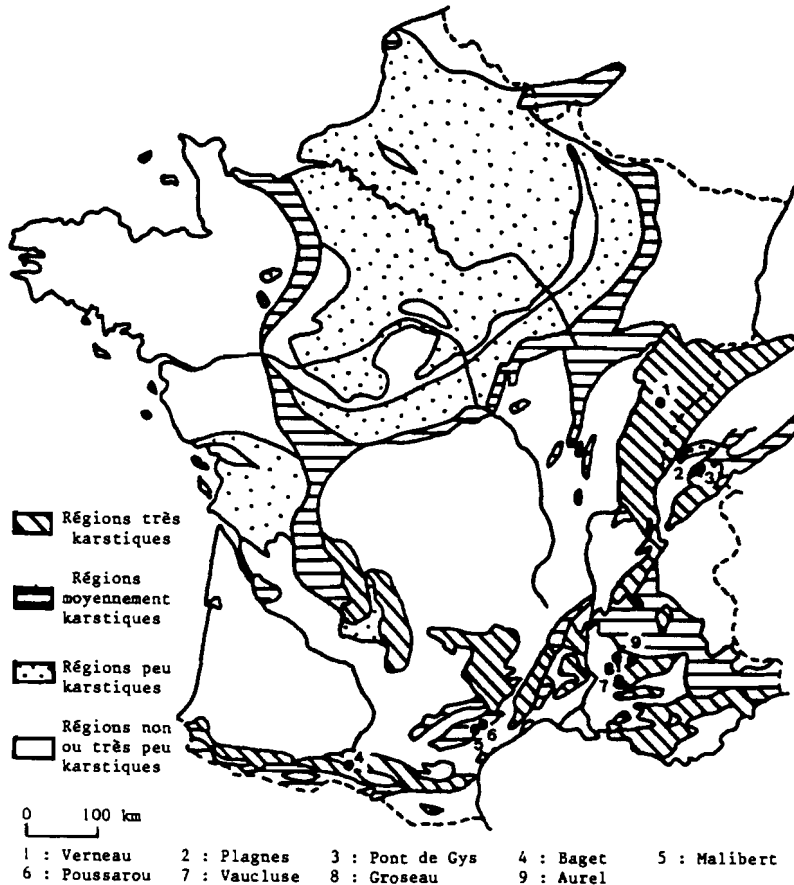 1
2
3
9
8
7
6
5
4
Régions très
karstiques
Régions
moyennement
karstiques
Régions peu
karstiques
Régions non
ou très peu
karstiques
0 100 km
1 : Verneau 2 : Plagnes 3 : Pont de Gys 4 : Baget 5 : Malibert
6 : Poussarou 7 : Vaucluse 8 : Groseau 9 : Aurel